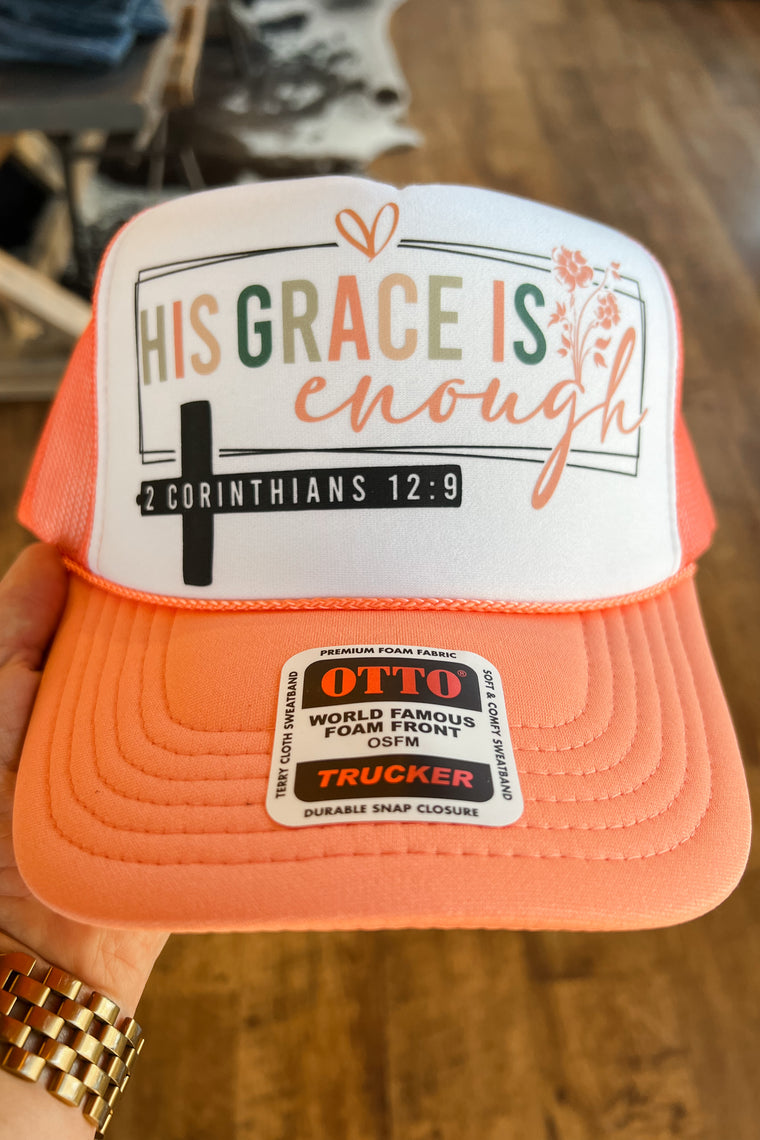 HIS GRACE IS
enough
2 CORINTHIANS 12:9
PREMIUM FOAM FABRIC
OTTO®
WORLD FAMOUS
FOAM FRONT
OSFM
TRUCKER
DURABLE SNAP CLOSURE
TERRY CLOTH SWEATBAND
SOFT & COMFY SWEATBAND